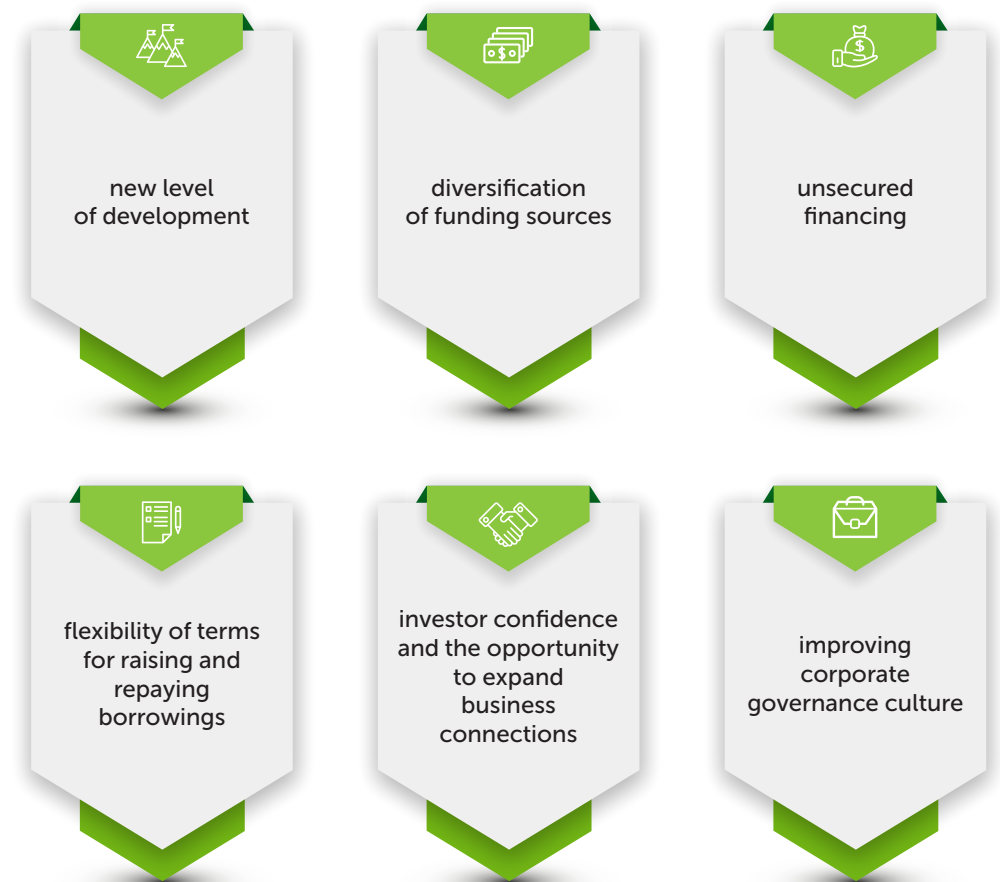 new level
of development
diversification
of funding sources
unsecured
financing
flexibility of terms
for raising and
repaying
borrowings
investor confidence
and the opportunity
to expand
business
connections
improving
corporate
governance culture